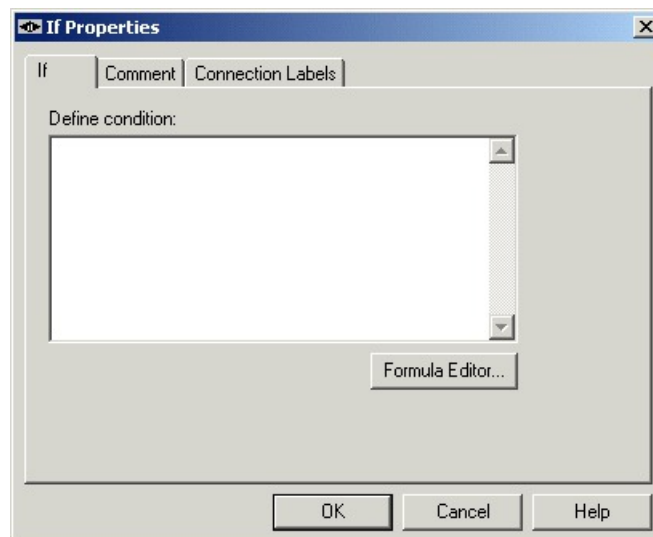 If Properties
If Comment Connection Labels
Define condition:
Formula Editor...
OK Cancel Help